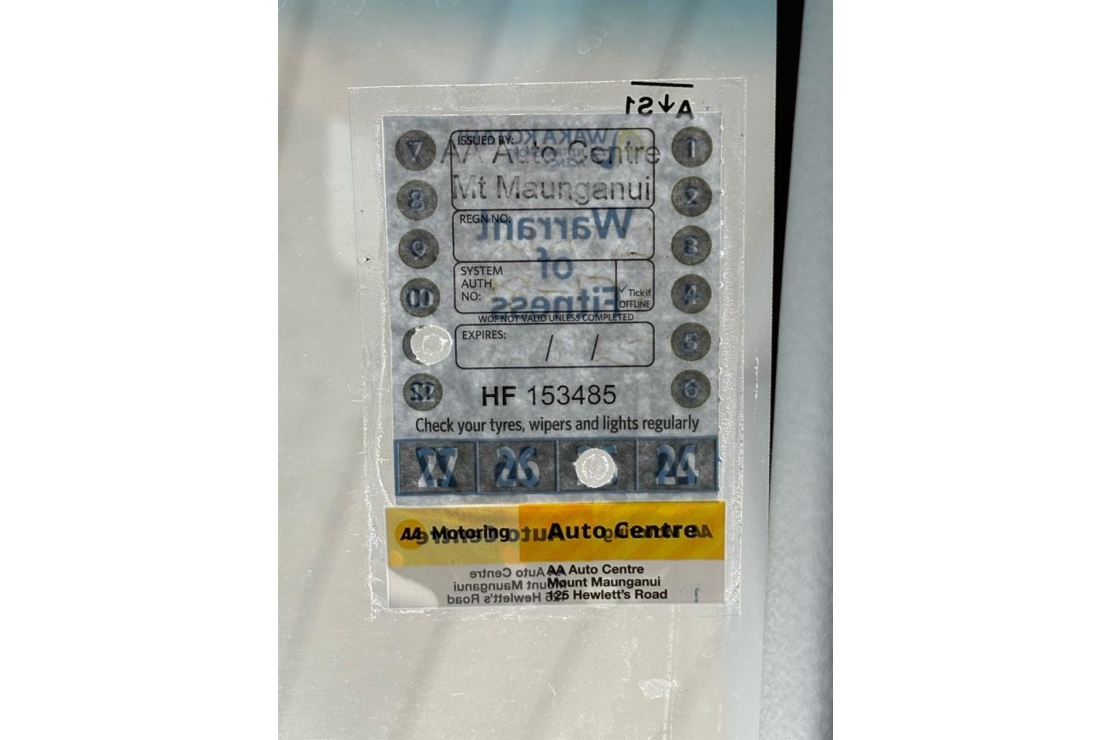 A↓S1
WAKA KOTAHI
ISSUED BY:
AA Auto Centre
Mt Maunganui
REGN NO:
Warrant
of
Fitness
SYSTEM
AUTH
NO:
✓ Tick if
OFFLINE
WOF NOT VALID UNLESS COMPLETED
EXPIRES: / /
HF 153485
Check your tyres, wipers and lights regularly
7 1
8 2
9 3
10 4
5
12 6
27 26 24
AA Motoring Auto Centre
AA Auto Centre
Mount Maunganui
125 Hewlett's Road